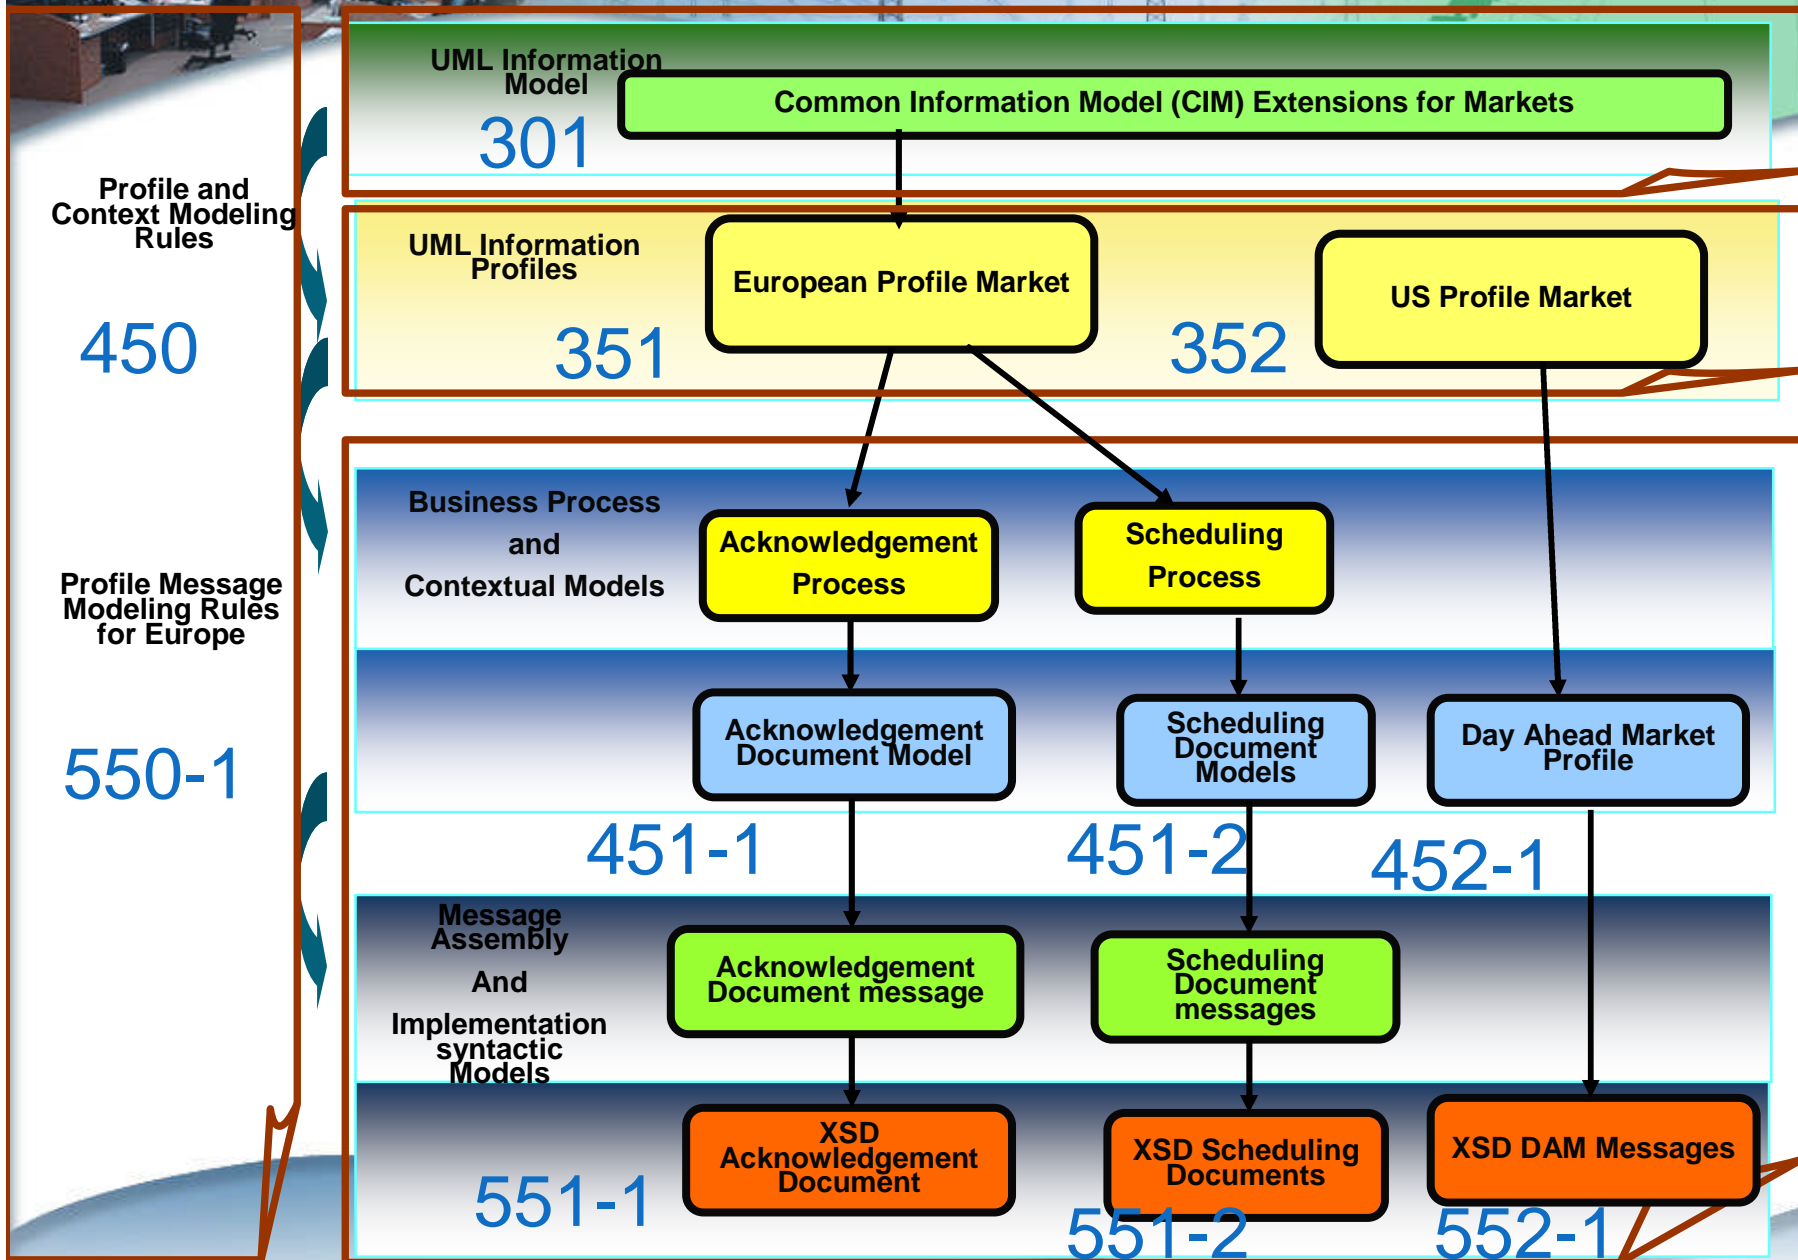 UML Information
Model
301
Common Information Model (CIM) Extensions for Markets
Profile and
Context Modeling
Rules
450
UML Information
Profiles
351
European Profile Market
352
US Profile Market
Business Process
and
Contextual Models
Acknowledgement
Process
Scheduling
Process
Profile Message
Modeling Rules
for Europe
550-1
Acknowledgement
Document Model
Scheduling
Document
Models
Day Ahead Market
Profile
451-1
451-2
452-1
Message
Assembly
And
Implementation
syntactic
Models
Acknowledgement
Document message
Scheduling
Document
messages
XSD
Acknowledgement
Document
XSD Scheduling
Documents
XSD DAM Messages
551-1
551-2
552-1